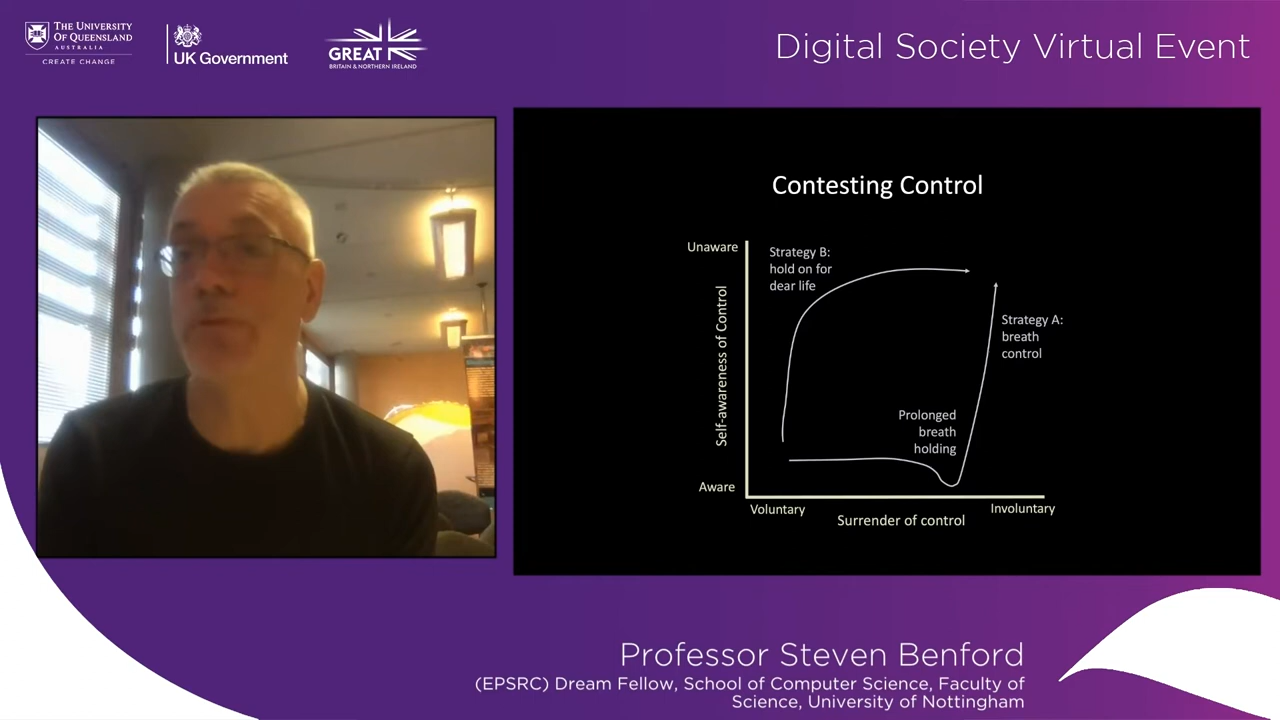 THE UNIVERSITY
OF QUEENSLAND
AUSTRALIA
CREATE CHANGE
UK Government
GREAT
BRITAIN & NORTHERN IRELAND
Digital Society Virtual Event
Contesting Control
Unaware
Strategy B:
hold on for
dear life
Self-awareness of Control
Strategy A:
breath
control
Prolonged
breath
holding
Aware
Voluntary
Surrender of control
Involuntary
Professor Steven Benford
(EPSRC) Dream Fellow, School of Computer Science, Faculty of
Science, University of Nottingham